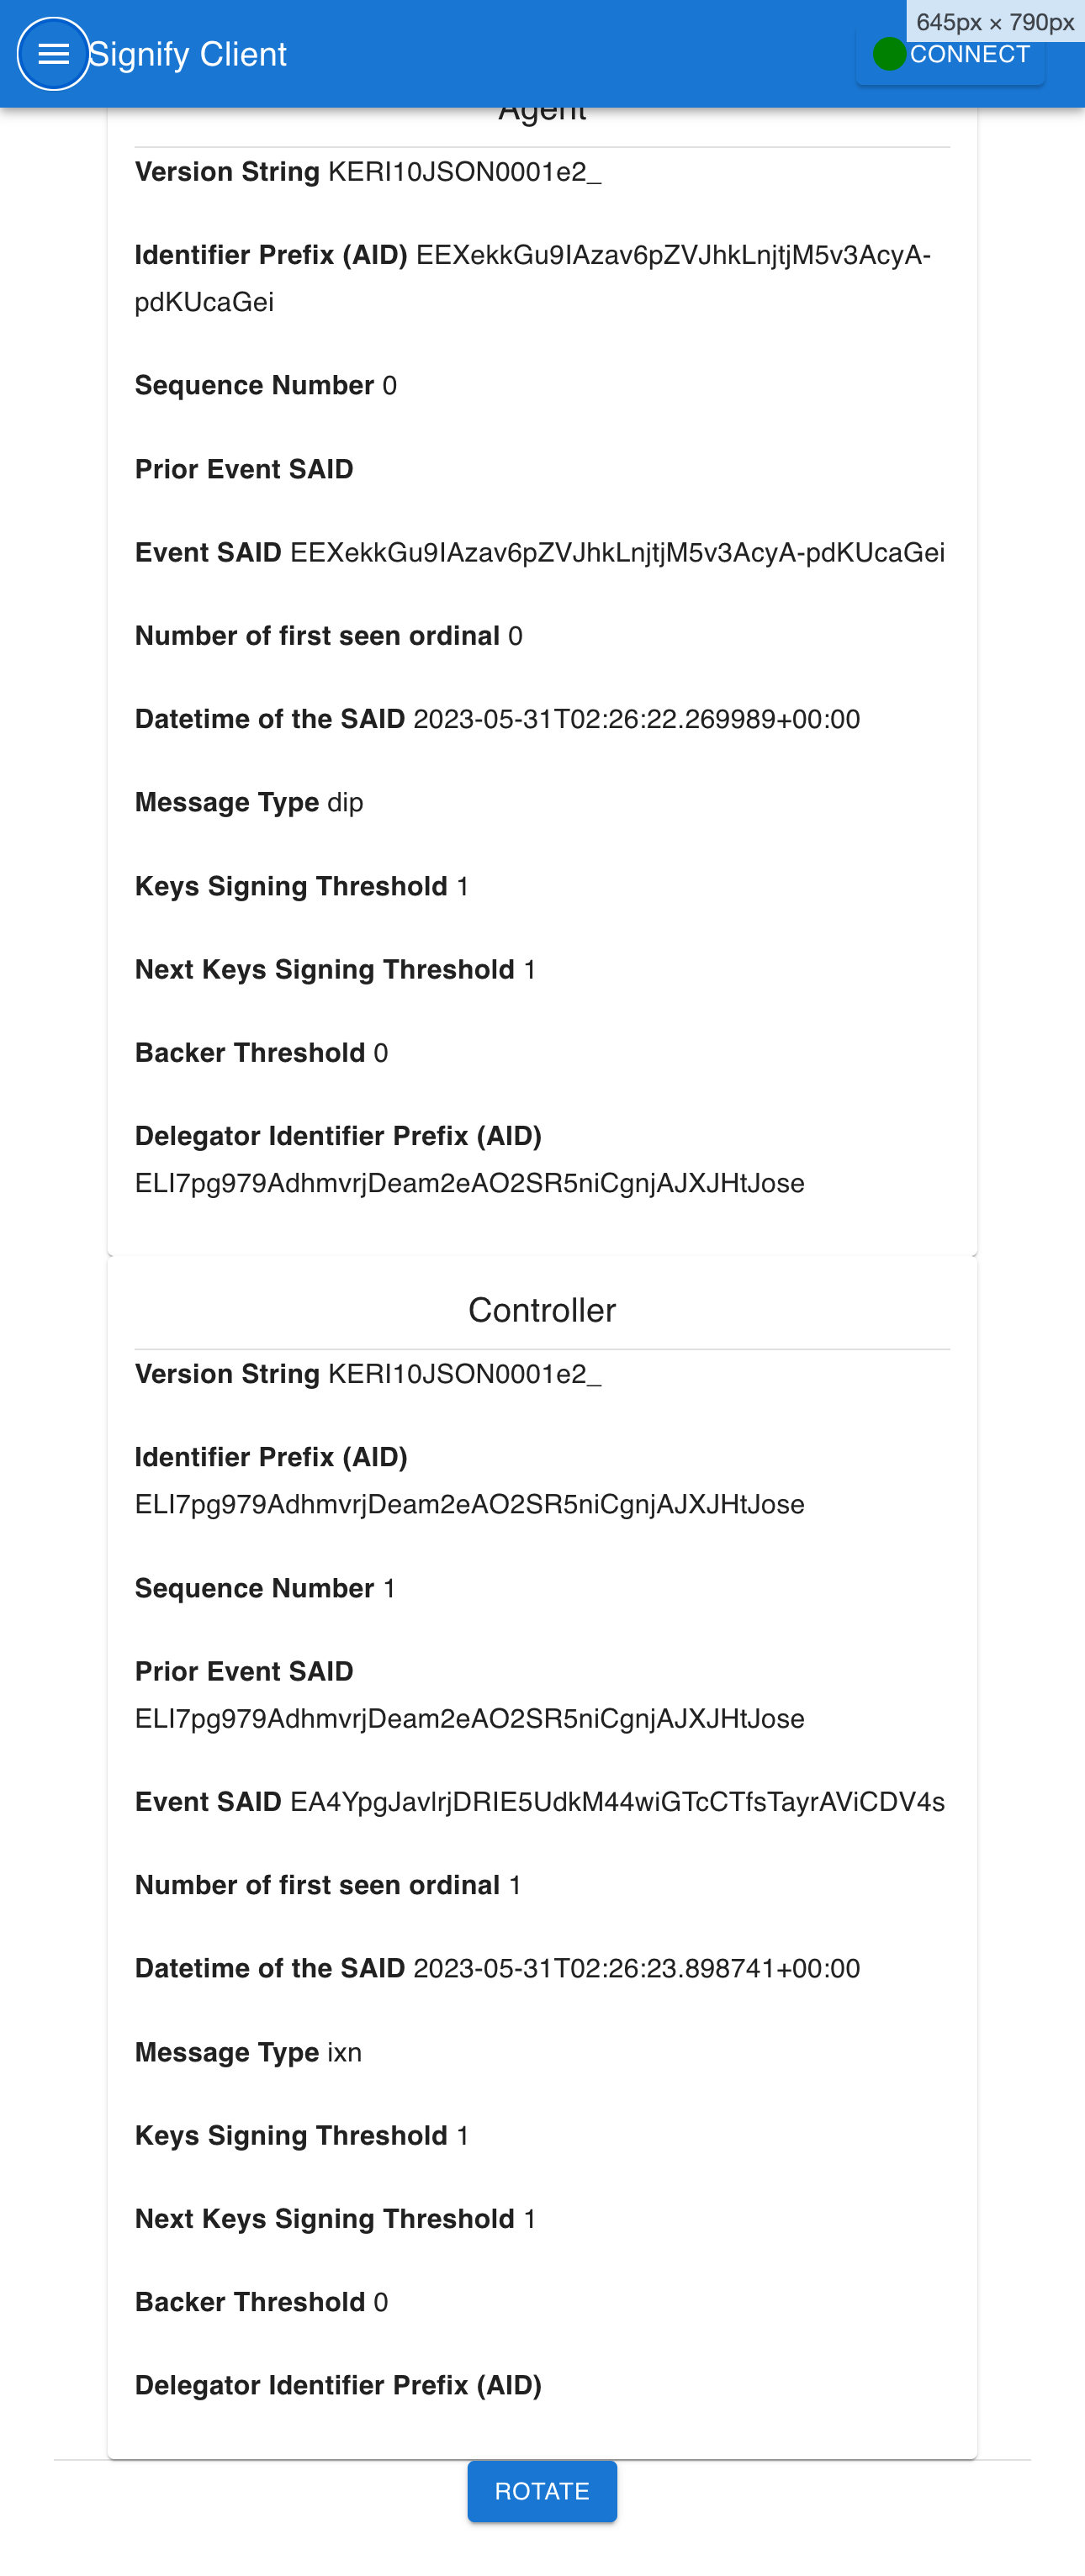 645px × 790px
Signify Client
CONNECT
Agent
Version String KERI10JSON0001e2_
Identifier Prefix (AID) EEXekkGu9IAzav6pZVJhkLnjtjM5v3AcyA-
pdKUcaGei
Sequence Number 0
Prior Event SAID
Event SAID EEXekkGu9IAzav6pZVJhkLnjtjM5v3AcyA-pdKUcaGei
Number of first seen ordinal 0
Datetime of the SAID 2023-05-31T02:26:22.269989+00:00
Message Type dip
Keys Signing Threshold 1
Next Keys Signing Threshold 1
Backer Threshold 0
Delegator Identifier Prefix (AID)
ELI7pg979AdhmvrjDeam2eAO2SR5niCgnjAJXJHtJose
Controller
Version String KERI10JSON0001e2_
Identifier Prefix (AID)
ELI7pg979AdhmvrjDeam2eAO2SR5niCgnjAJXJHtJose
Sequence Number 1
Prior Event SAID
ELI7pg979AdhmvrjDeam2eAO2SR5niCgnjAJXJHtJose
Event SAID EA4YpgJavlrjDRIE5UdkM44wiGTcCTfsTayrAViCDV4s
Number of first seen ordinal 1
Datetime of the SAID 2023-05-31T02:26:23.898741+00:00
Message Type ixn
Keys Signing Threshold 1
Next Keys Signing Threshold 1
Backer Threshold 0
Delegator Identifier Prefix (AID)
ROTATE